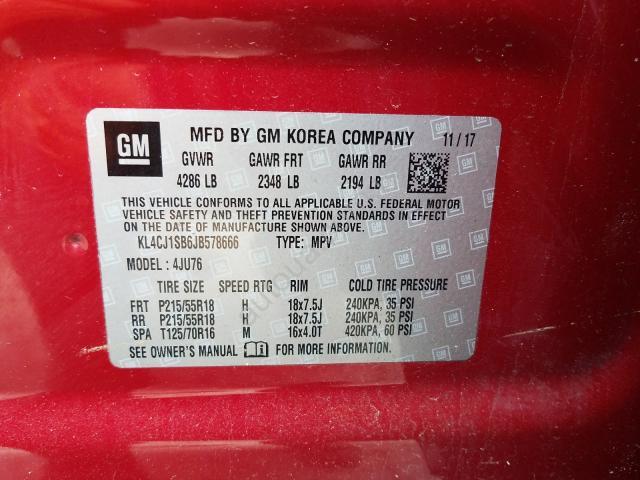 GM
MFD BY GM KOREA COMPANY 11/17
GVWR GAWR FRT GAWR RR
4286 LB 2348 LB 2194 LB
THIS VEHICLE CONFORMS TO ALL APPLICABLE U.S. FEDERAL MOTOR
VEHICLE SAFETY AND THEFT PREVENTION STANDARDS IN EFFECT
ON THE DATE OF MANUFACTURE SHOWN ABOVE.
KL4CJ1SB6JB578666 TYPE: MPV
MODEL: 4JU76
TIRE SIZE SPEED RTG RIM COLD TIRE PRESSURE
FRT P215/55R18 H 18x7.5J 240KPA, 35 PSI
RR P215/55R18 H 18x7.5J 240KPA, 35 PSI
SPA T125/70R16 M 16x4.0T 420KPA, 60 PSI
SEE OWNER'S MANUAL FOR MORE INFORMATION.